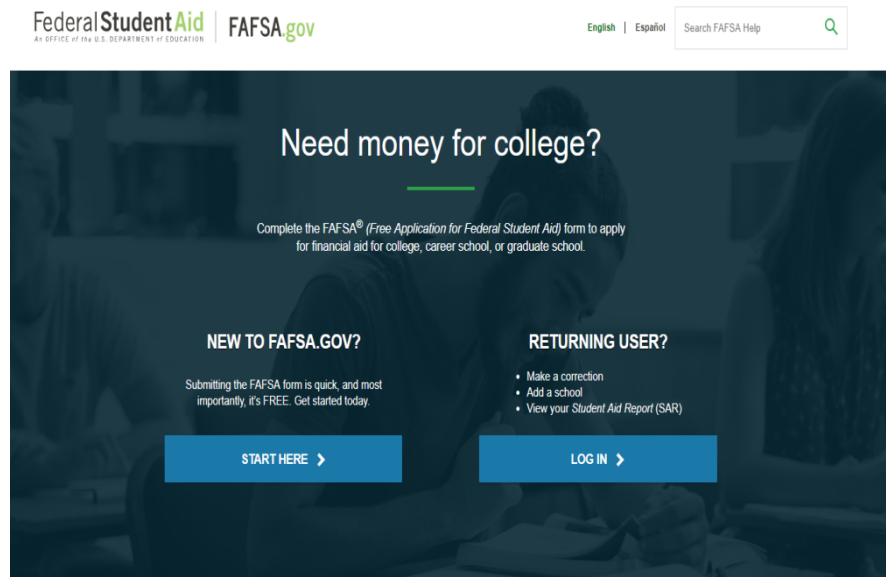 Federal Student Aid
An OFFICE of the U.S. DEPARTMENT of EDUCATION
FAFSA.gov
English | Español
Search FAFSA Help
Need money for college?
Complete the FAFSA® (Free Application for Federal Student Aid) form to apply
for financial aid for college, career school, or graduate school.
NEW TO FAFSA.GOV?
Submitting the FAFSA form is quick, and most
importantly, it's FREE. Get started today.
START HERE
RETURNING USER?
• Make a correction
• Add a school
• View your Student Aid Report (SAR)
LOG IN